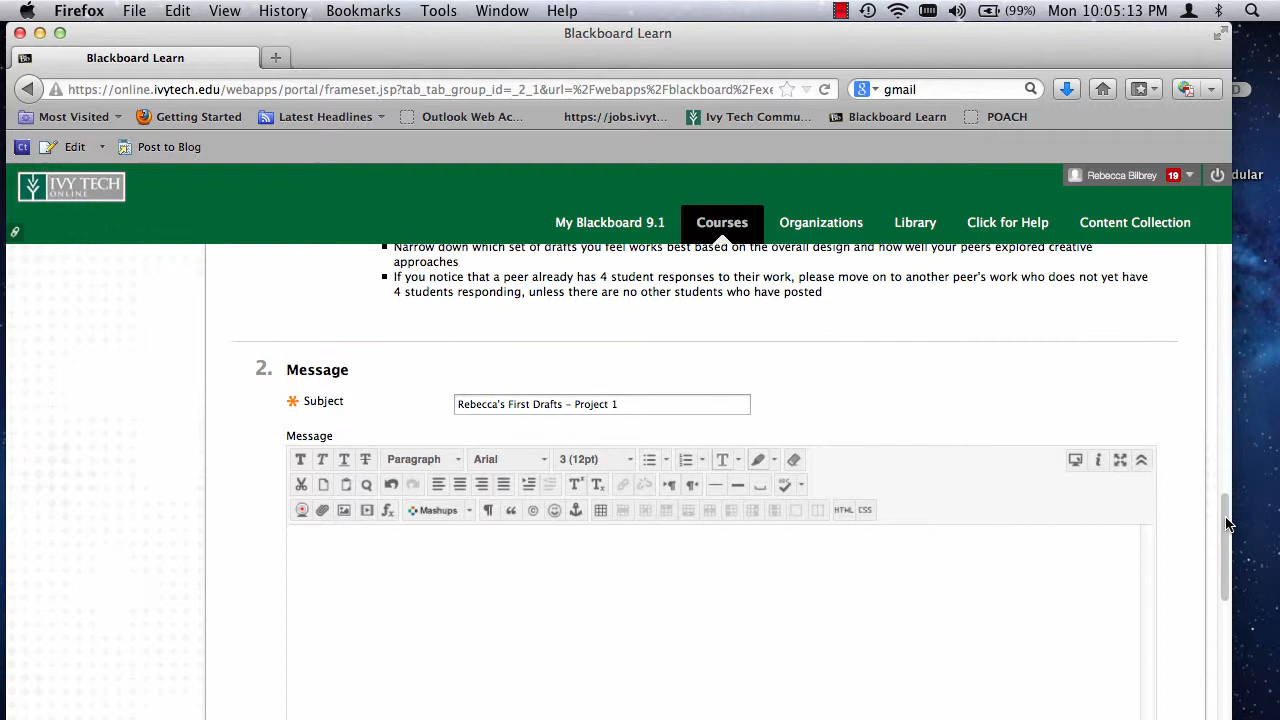 Firefox File Edit View History Bookmarks Tools Window Help (99%) Mon 10:05:13 PM
Blackboard Learn
Bb Blackboard Learn +
https://online.ivytech.edu/webapps/portal/frameset.jsp?tab_tab_group_id=_2_1&url=%2Fwebapps%2Fblackboard%2Fexe gmail
Most Visited Getting Started Latest Headlines Outlook Web Ac... https://jobs.ivyt... Ivy Tech Commu... Bb Blackboard Learn POACH
Ct Edit Post to Blog
IVY TECH
ONLINE
Rebecca Bilbrey 19
dular
My Blackboard 9.1 Courses Organizations Library Click for Help Content Collection
Narrow down which set of drafts you feel works best based on the overall design and how well your peers explored creative
approaches
If you notice that a peer already has 4 student responses to their work, please move on to another peer's work who does not yet have
4 students responding, unless there are no other students who have posted
2. Message
Subject Rebecca's First Drafts – Project 1
Message
T T T T Paragraph Arial 3 (12pt) T
Mashups HTML CSS